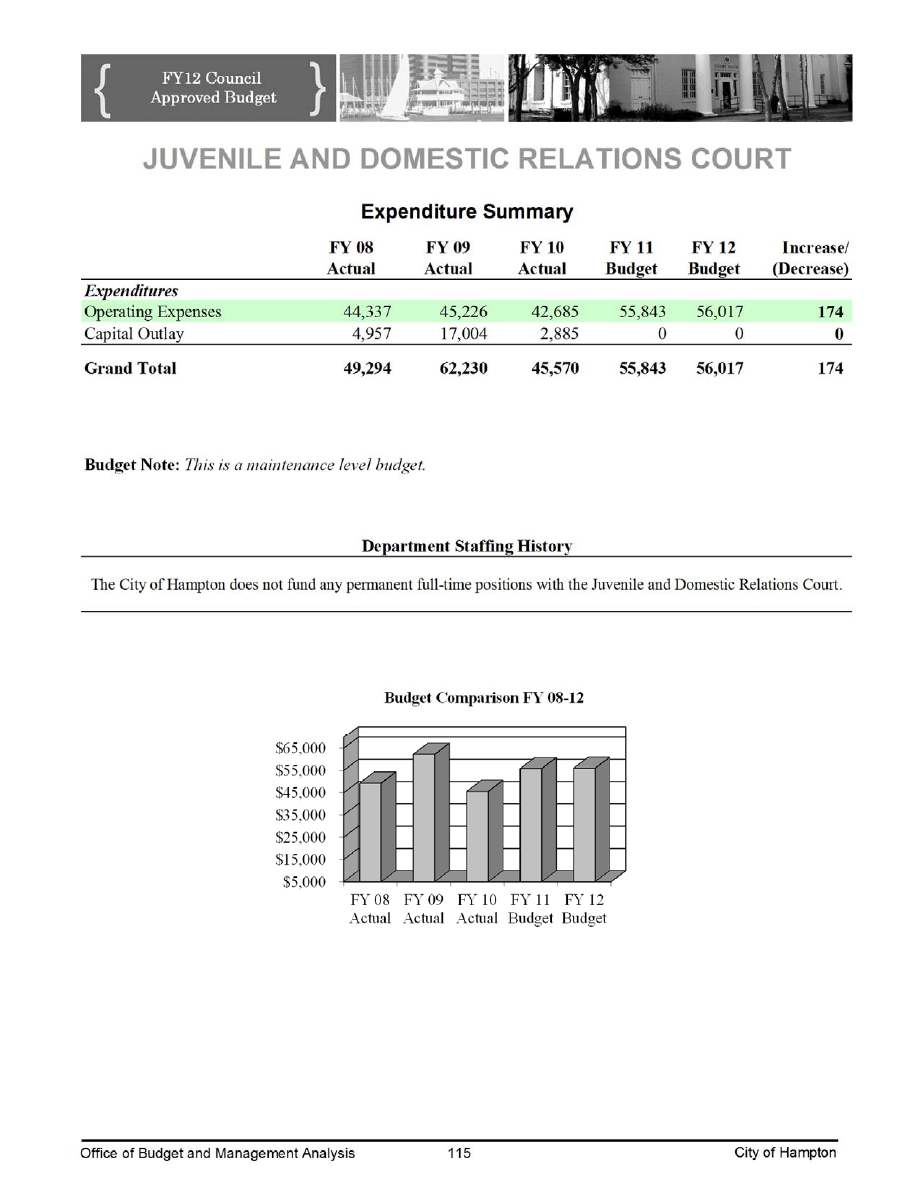 FY12 Council
Approved Budget
JUVENILE AND DOMESTIC RELATIONS COURT
Expenditure Summary
FY 08 FY 09 FY 10 FY 11 FY 12 Increase/
Actual Actual Actual Budget Budget (Decrease)
Expenditures
Operating Expenses 44,337 45,226 42,685 55,843 56,017 174
Capital Outlay 4,957 17,004 2,885 0 0 0
Grand Total 49,294 62,230 45,570 55,843 56,017 174
Budget Note: This is a maintenance level budget.
Department Staffing History
The City of Hampton does not fund any permanent full-time positions with the Juvenile and Domestic Relations Court.
Budget Comparison FY 08-12
$65,000
$55,000
$45,000
$35,000
$25,000
$15,000
$5,000
FY 08 FY 09 FY 10 FY 11 FY 12
Actual Actual Actual Budget Budget
Office of Budget and Management Analysis 115 City of Hampton